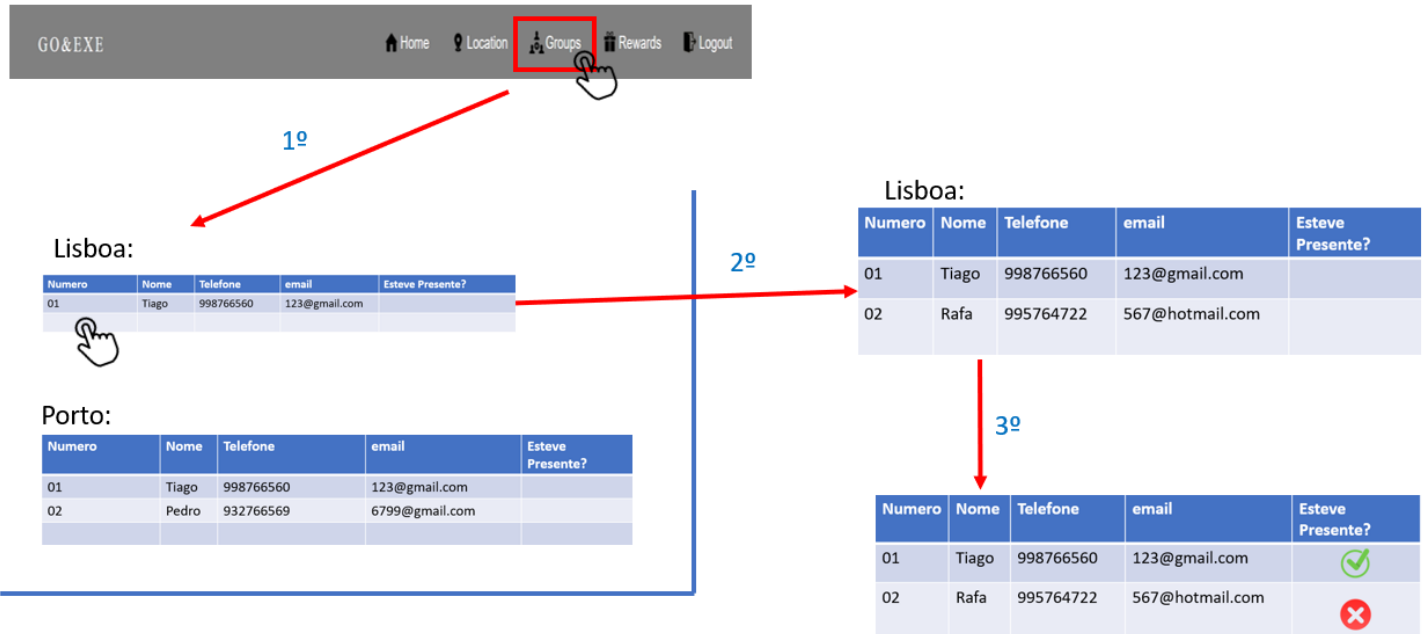 GO&EXE Home Location Groups Rewards Logout
1º
Lisboa:
Numero Nome Telefone email Esteve Presente?
01 Tiago 998766560 123@gmail.com
Porto:
Numero Nome Telefone email Esteve
Presente?
01 Tiago 998766560 123@gmail.com
02 Pedro 932766569 6799@gmail.com
2º
Lisboa:
Numero Nome Telefone email Esteve
Presente?
01 Tiago 998766560 123@gmail.com
02 Rafa 995764722 567@hotmail.com
3º
Numero Nome Telefone email Esteve
Presente?
01 Tiago 998766560 123@gmail.com
02 Rafa 995764722 567@hotmail.com